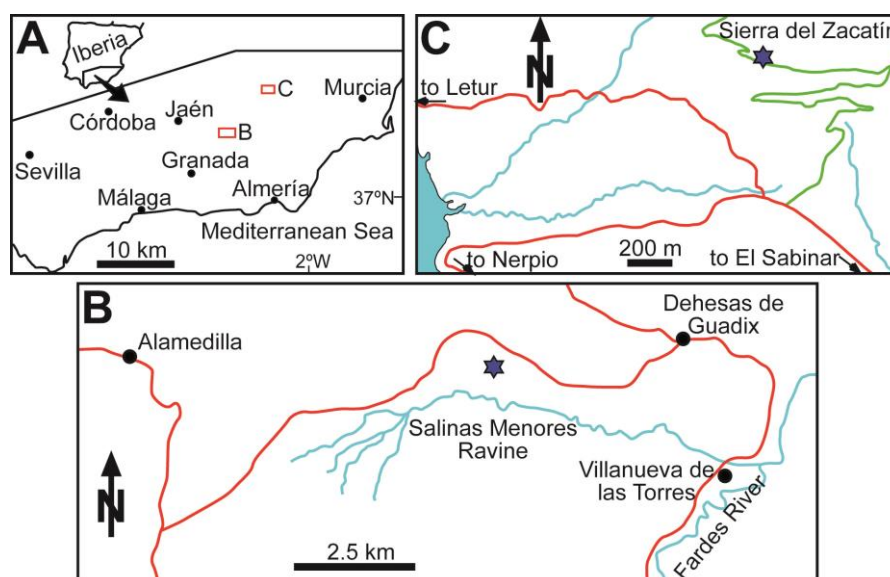 A
Iberia
Córdoba
Jaén
C
Murcia
B
Sevilla
Granada
Málaga
Almería
37ºN
Mediterranean Sea
10 km
2ºW
C
Sierra del Zacatín
N
to Letur
200 m
to Nerpio
to El Sabinar
B
Alamedilla
Dehesas de
Guadix
Salinas Menores
Ravine
N
Villanueva de
las Torres
Fardes River
2.5 km